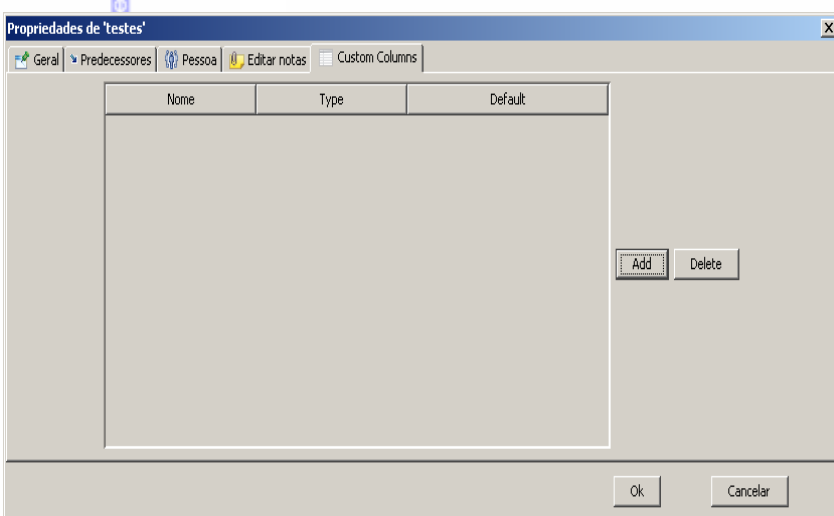 Propriedades de 'testes' X
Geral Predecessores Pessoa Editar notas Custom Columns
Nome Type Default
Add Delete
Ok Cancelar